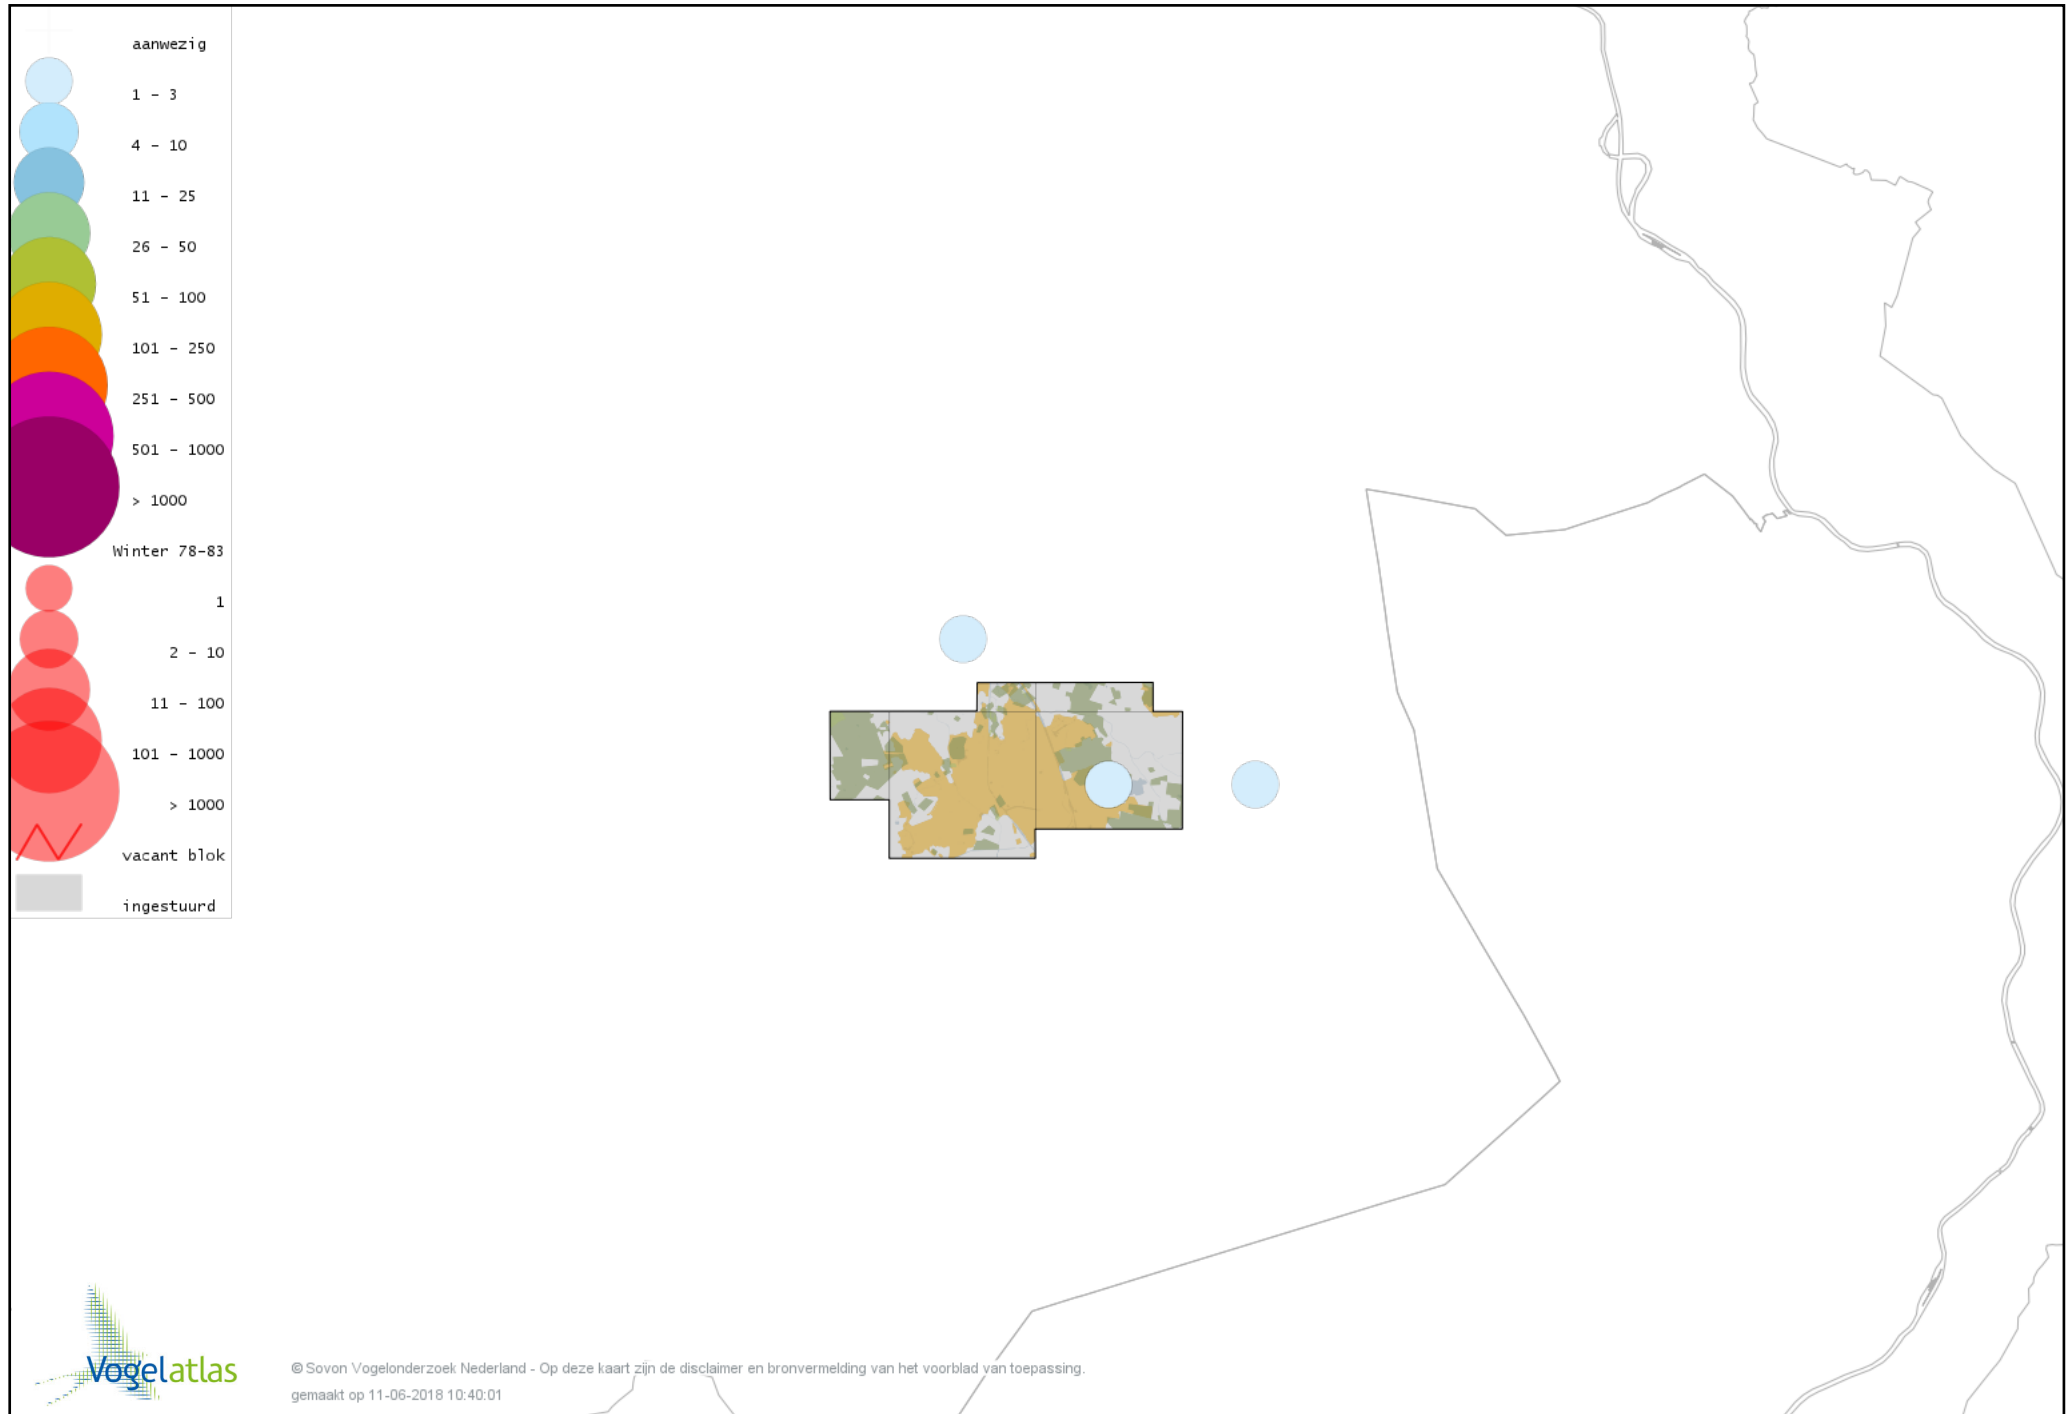 aanwezig
1 – 3
4 – 10
11 – 25
26 – 50
51 – 100
101 – 250
251 – 500
501 – 1000
> 1000
Winter 78-83
1
2 – 10
11 – 100
101 – 1000
> 1000
vacant blok
ingestuurd
Vogelatlas
© Sovon Vogelonderzoek Nederland - Op deze kaart zijn de disclaimer en bronvermelding van het voorblad van toepassing.
gemaakt op 11-06-2018 10:40:01